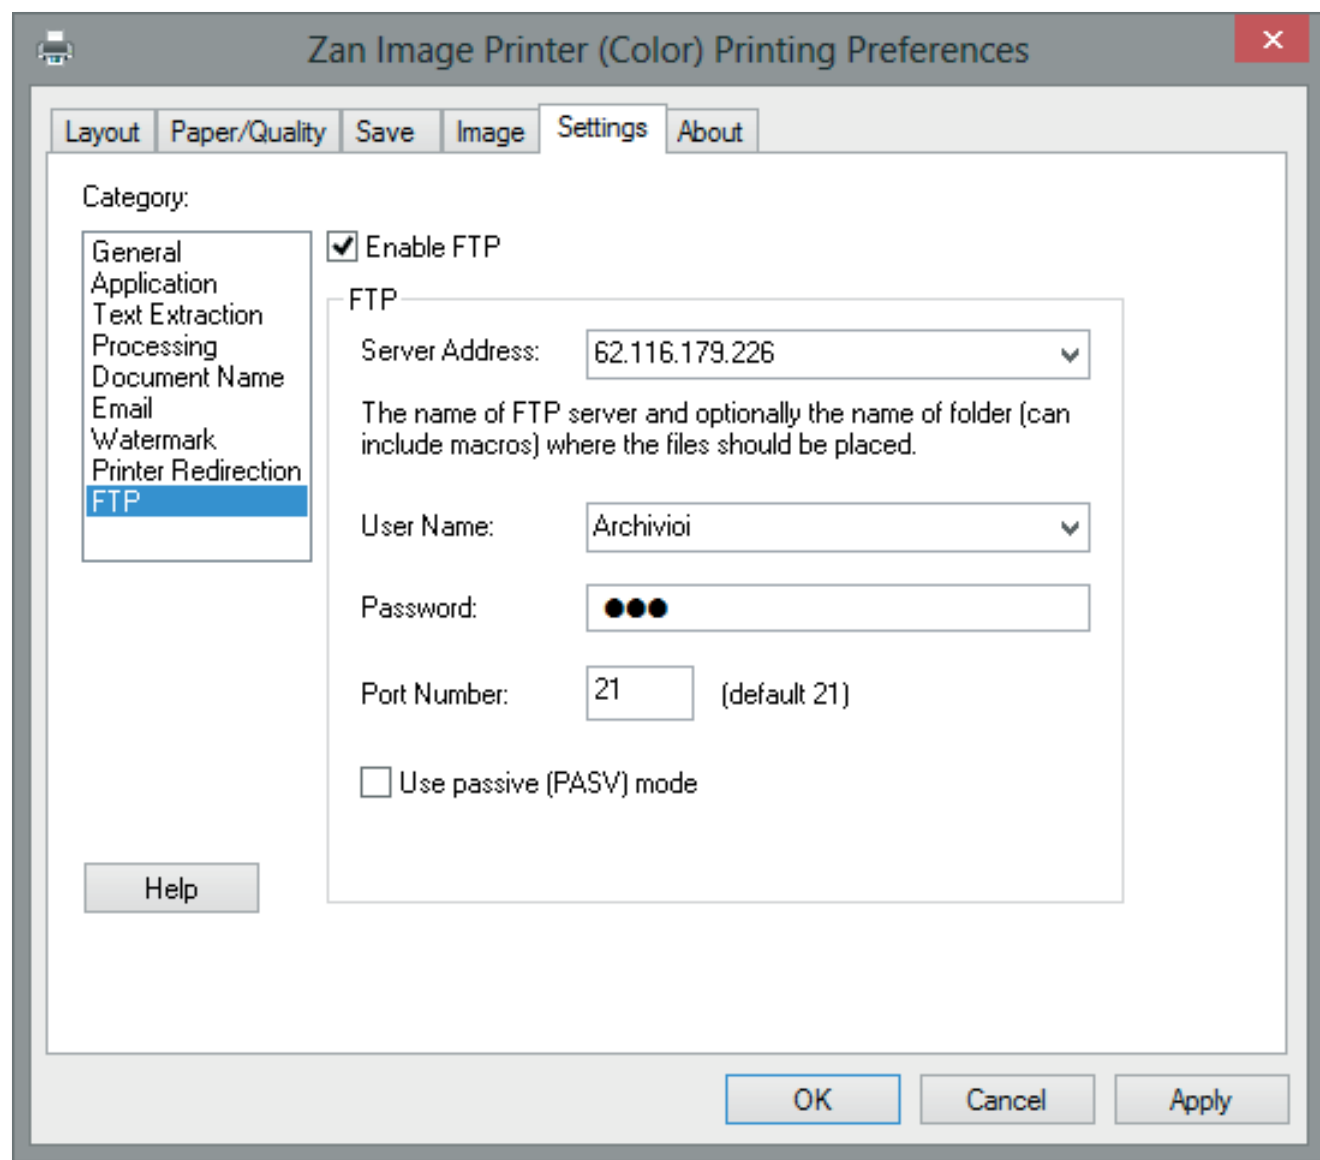 Zan Image Printer (Color) Printing Preferences
Layout
Paper/Quality
Save
Image
Settings
About
Category:
General
Application
Text Extraction
Processing
Document Name
Email
Watermark
Printer Redirection
FTP
Enable FTP
FTP
Server Address:
62.116.179.226
The name of FTP server and optionally the name of folder (can
include macros) where the files should be placed.
User Name:
Archivioi
Password:
●●●
Port Number:
21
(default 21)
Use passive (PASV) mode
Help
OK
Cancel
Apply